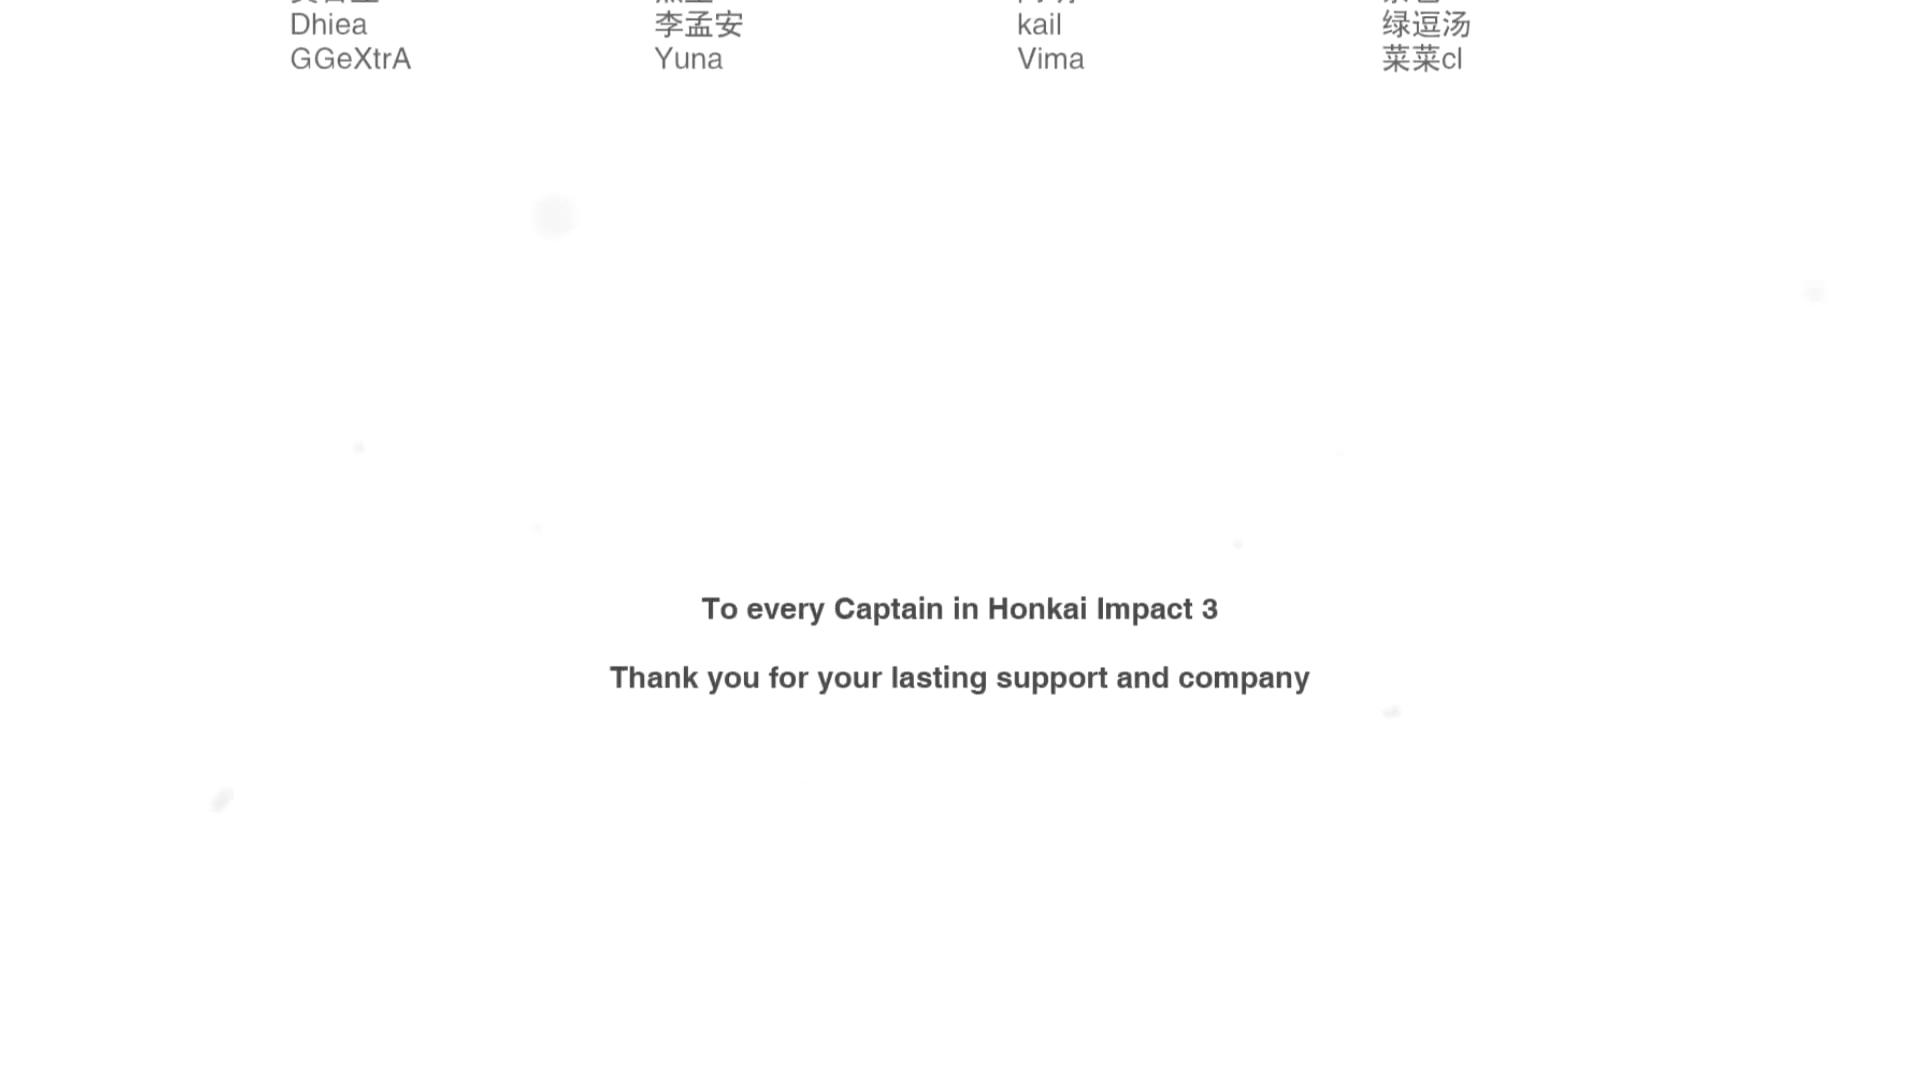 Dhiea 李孟安 kail 绿逗汤
GGeXtrA Yuna Vima 菜菜cl
To every Captain in Honkai Impact 3
Thank you for your lasting support and company